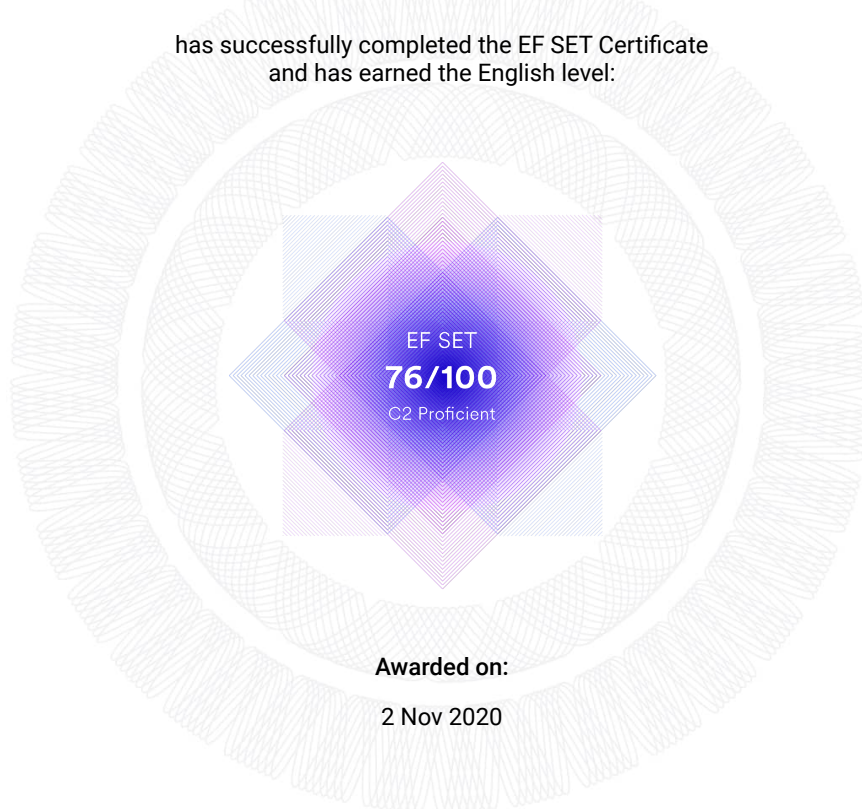 has successfully completed the EF SET Certificate
and has earned the English level:
EF SET
76/100
C2 Proficient
Awarded on:
2 Nov 2020